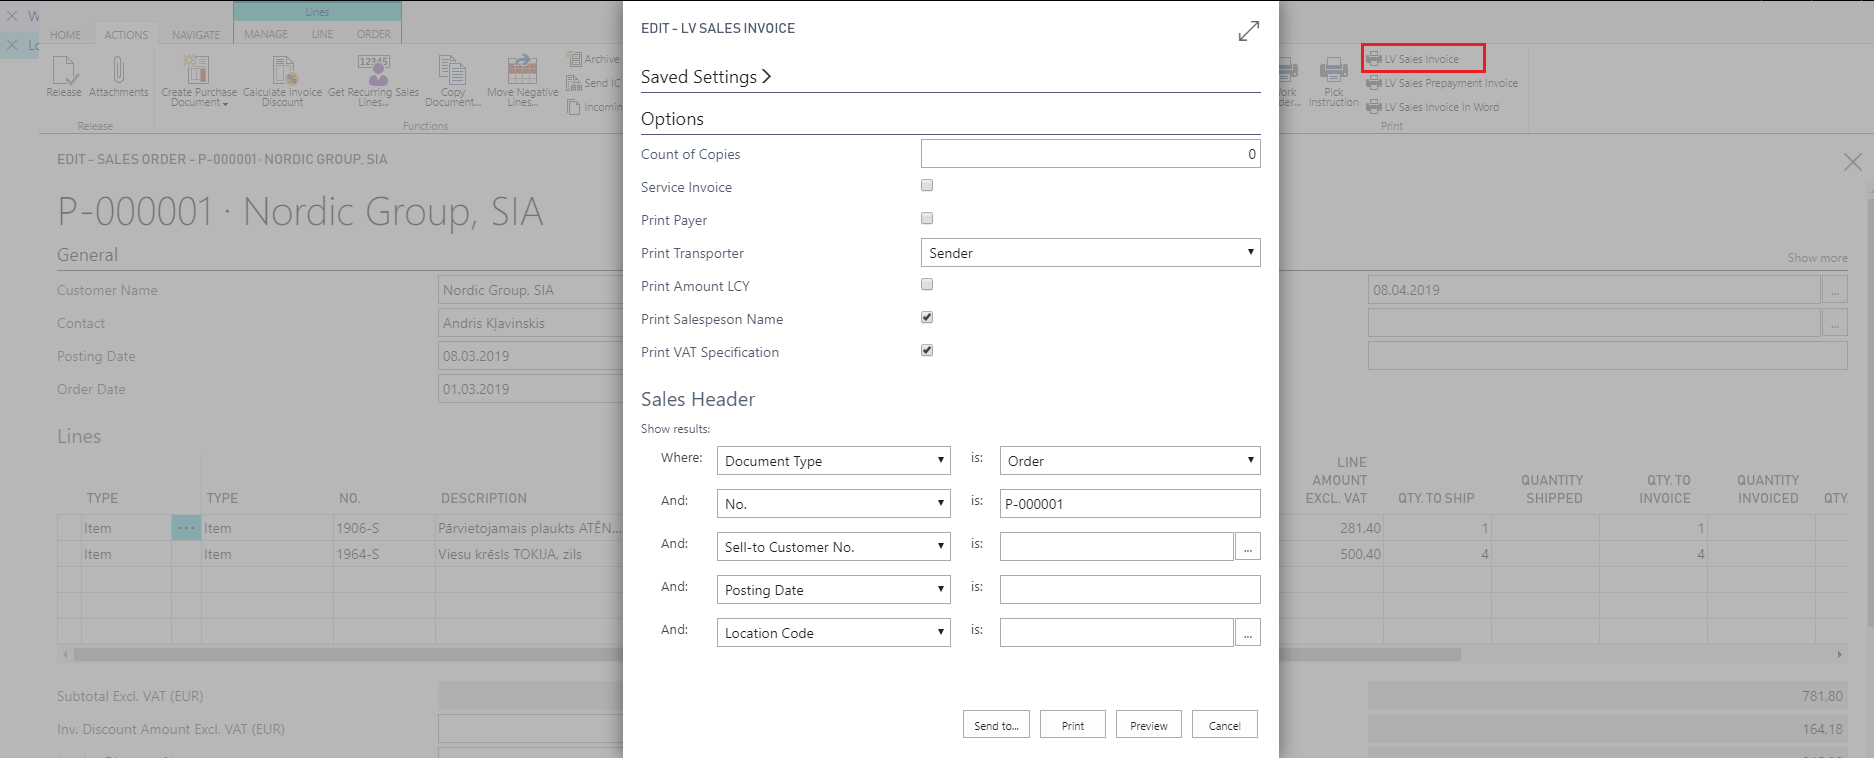 W
Lo
Lines
HOME ACTIONS NAVIGATE MANAGE LINE ORDER
Release
Attachments
Create Purchase
Document
Calculate Invoice
Discount
Get Recurring Sales
Lines...
Copy
Document...
Move Negative
Lines...
Archive
Send IC
Incomin
Release
Functions
Pick
Instruction
LV Sales Invoice
LV Sales Prepayment Invoice
LV Sales Invoice In Word
Print
EDIT - SALES ORDER - P-000001 · NORDIC GROUP, SIA
P-000001 · Nordic Group, SIA
General
Show more
Customer Name Nordic Group, SIA 08.04.2019 ...
Contact Andris Kļavinskis ...
Posting Date 08.03.2019
Order Date 01.03.2019
Lines
TYPE TYPE NO. DESCRIPTION LINE AMOUNT EXCL. VAT QTY. TO SHIP QUANTITY SHIPPED QTY. TO INVOICE QUANTITY INVOICED QTY.
Item ... Item 1906-S Pārvietojamais plaukts ATĒN... 281,40 1 1
Item Item 1964-S Viesu krēsls TOKIJA, zils 500,40 4 4
Subtotal Excl. VAT (EUR) 781,80
Inv. Discount Amount Excl. VAT (EUR) 164,18
EDIT - LV SALES INVOICE
Saved Settings
Options
Count of Copies 0
Service Invoice
Print Payer
Print Transporter Sender
Print Amount LCY
Print Salespeson Name
Print VAT Specification
Sales Header
Show results:
Where: Document Type is: Order
And: No. is: P-000001
And: Sell-to Customer No. is: ...
And: Posting Date is:
And: Location Code is: ...
Send to... Print Preview Cancel